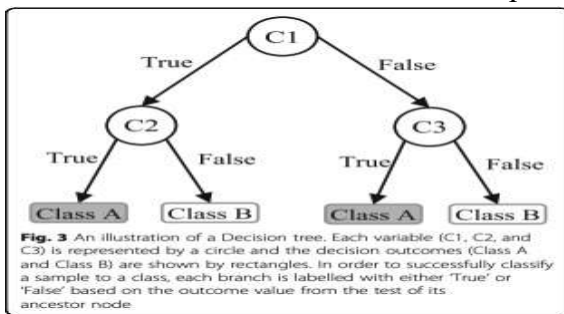 C1
True
False
C2
C3
True
False
True
False
Class A
Class B
Class A
Class B
Fig. 3 An illustration of a Decision tree. Each variable (C1, C2, and
C3) is represented by a circle and the decision outcomes (Class A
and Class B) are shown by rectangles. Im order to successfully classify
a sample to a class, each branch is labelled with either 'True' or
'False' based on the outcome value from the test of its
ancestor node